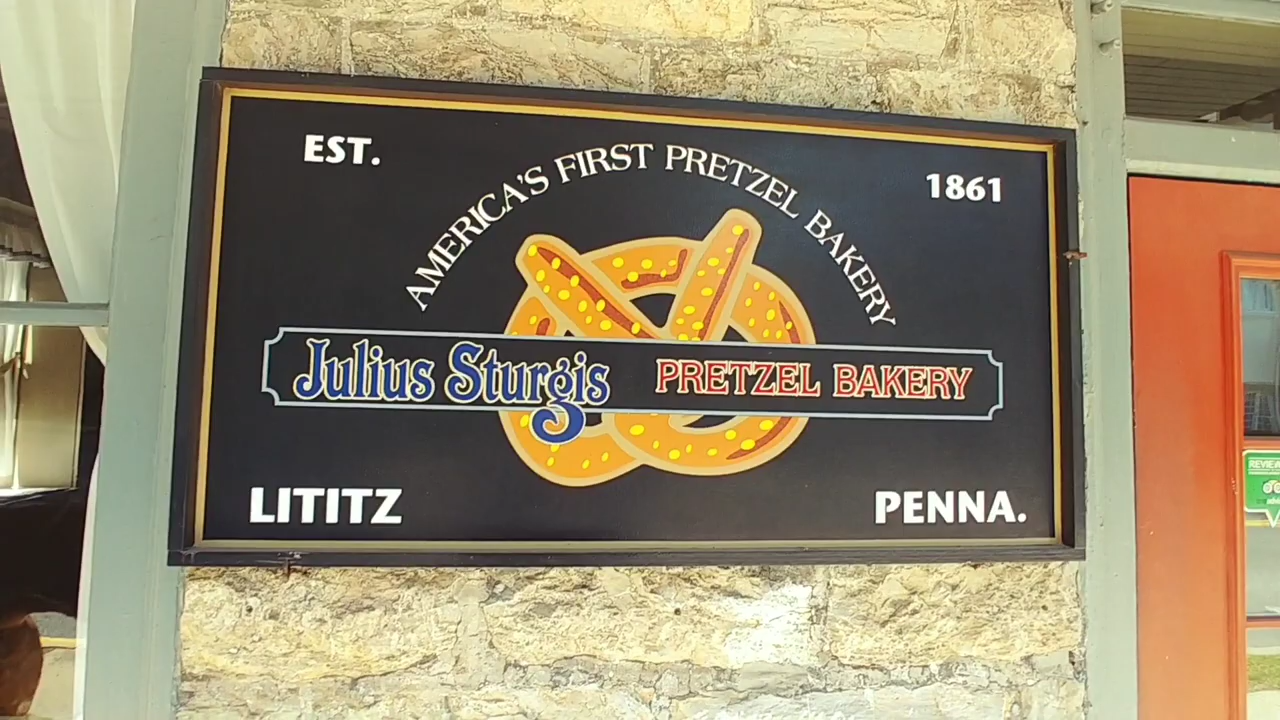 EST.
1861
AMERICA'S FIRST PRETZEL BAKERY
Julius Sturgis PRETZEL BAKERY
LITITZ
PENNA.